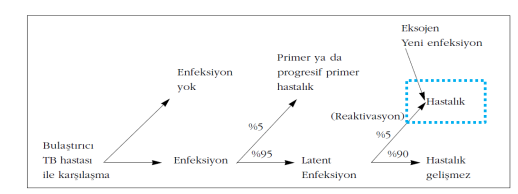 Eksojen
Yeni enfeksiyon
Enfeksiyon
yok
Primer ya da
progresif primer
hastalık
Hastalık
(Reaktivasyon)
%5
%5
Bulaştırıcı
TB hastası
ile karşılaşma
Enfeksiyon
%95
Latent
Enfeksiyon
%90
Hastalık
gelişmez